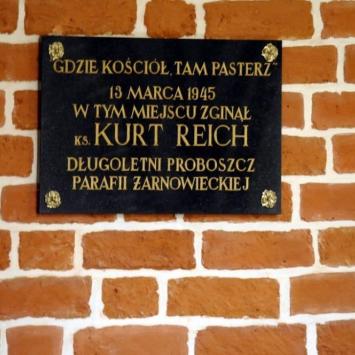 "GDZIE KOŚCIÓŁ, TAM PASTERZ"
13 MARCA 1945
W TYM MIEJSCU ZGINĄŁ
KS. KURT REICH
DŁUGOLETNI PROBOSZCZ
PARAFII ŻARNOWIECKIEJ